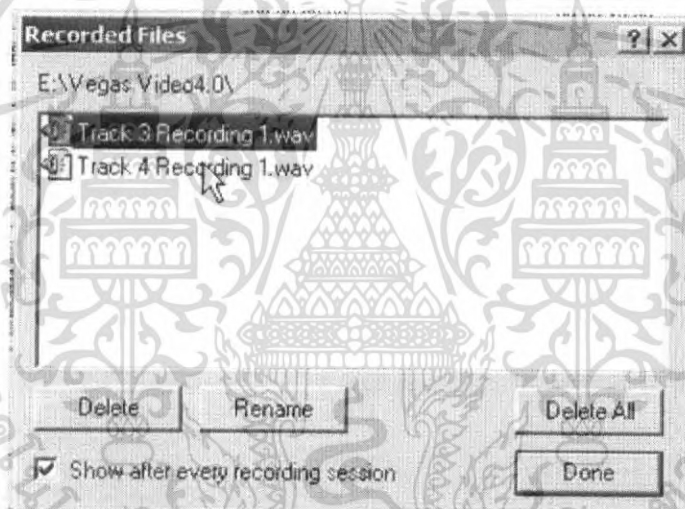 Recorded Files
E:\Vegas Video4.0\
Track 3 Recording 1.wav
Track 4 Recording 1.wav
Delete Rename Delete All
Show after every recording session Done